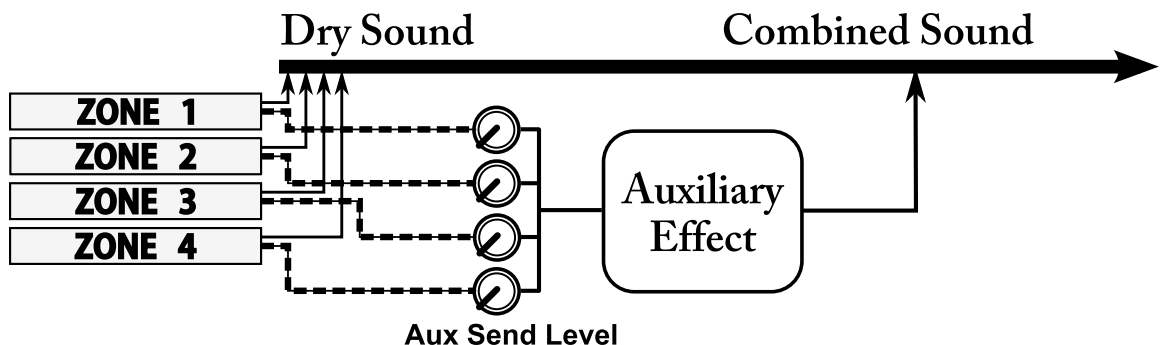 Dry Sound
Combined Sound
ZONE 1
ZONE 2
ZONE 3
ZONE 4
Auxiliary
Effect
Aux Send Level